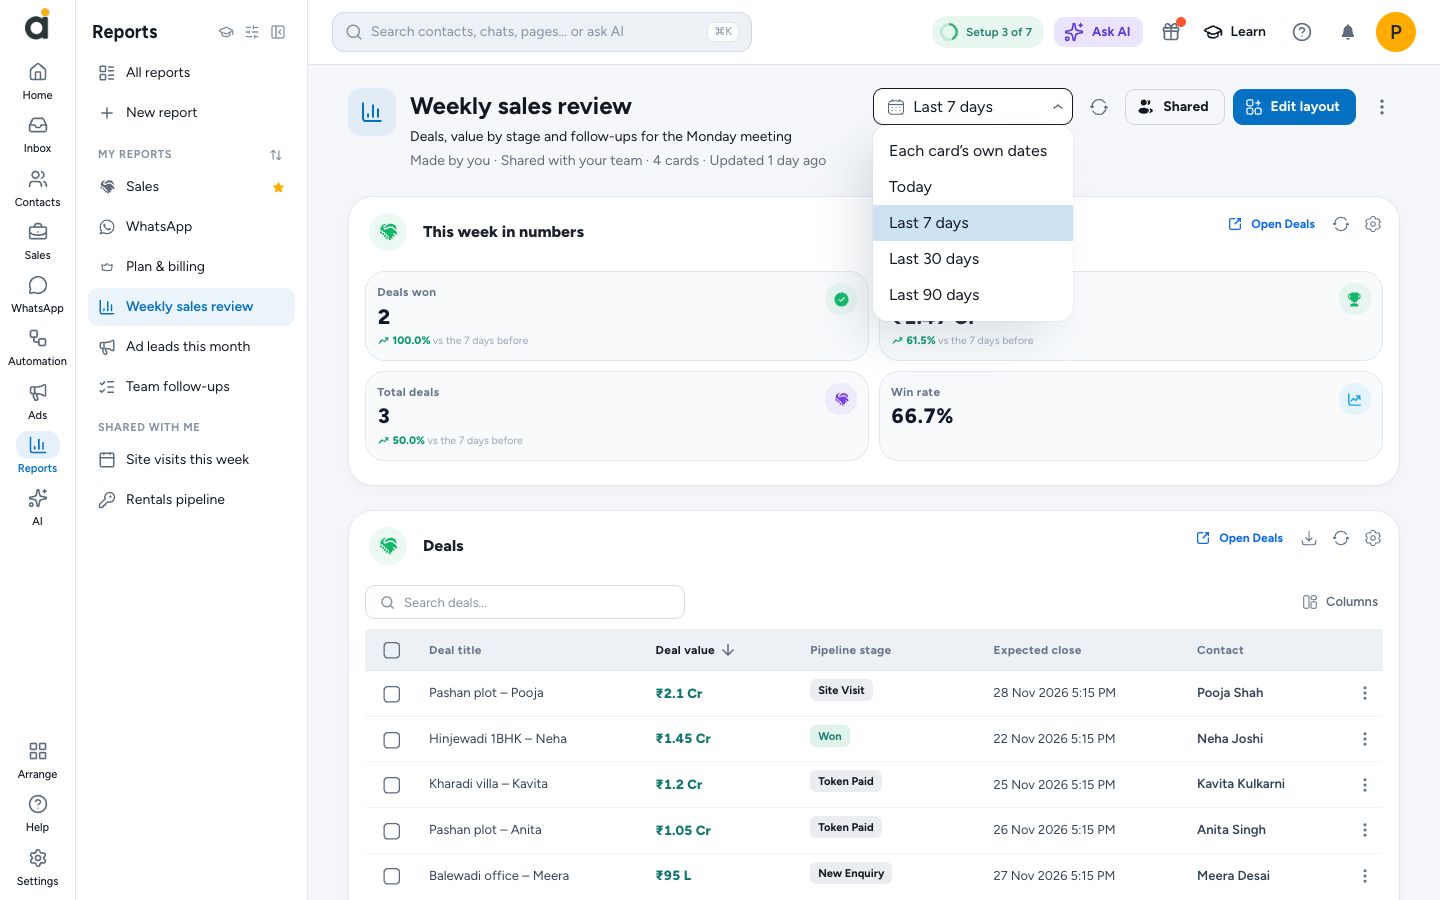 Reports
Search contacts, chats, pages... or ask AI
⌘K
Setup 3 of 7
Ask AI
Learn
P
Home
Inbox
Contacts
Sales
WhatsApp
Automation
Ads
Reports
AI
Arrange
Help
Settings
All reports
New report
MY REPORTS
Sales
WhatsApp
Plan & billing
Weekly sales review
Ad leads this month
Team follow-ups
SHARED WITH ME
Site visits this week
Rentals pipeline
Weekly sales review
Deals, value by stage and follow-ups for the Monday meeting
Made by you · Shared with your team · 4 cards · Updated 1 day ago
Last 7 days
Shared
Edit layout
Each card's own dates
Today
Last 7 days
Last 30 days
Last 90 days
This week in numbers
Open Deals
Deals won
2
100.0% vs the 7 days before
61.5% vs the 7 days before
Total deals
3
50.0% vs the 7 days before
Win rate
66.7%
Deals
Open Deals
Search deals...
Columns
Deal title Deal value Pipeline stage Expected close Contact
Pashan plot – Pooja ₹2.1 Cr Site Visit 28 Nov 2026 5:15 PM Pooja Shah
Hinjewadi 1BHK – Neha ₹1.45 Cr Won 22 Nov 2026 5:15 PM Neha Joshi
Kharadi villa – Kavita ₹1.2 Cr Token Paid 25 Nov 2026 5:15 PM Kavita Kulkarni
Pashan plot – Anita ₹1.05 Cr Token Paid 26 Nov 2026 5:15 PM Anita Singh
Balewadi office – Meera ₹95 L New Enquiry 27 Nov 2026 5:15 PM Meera Desai